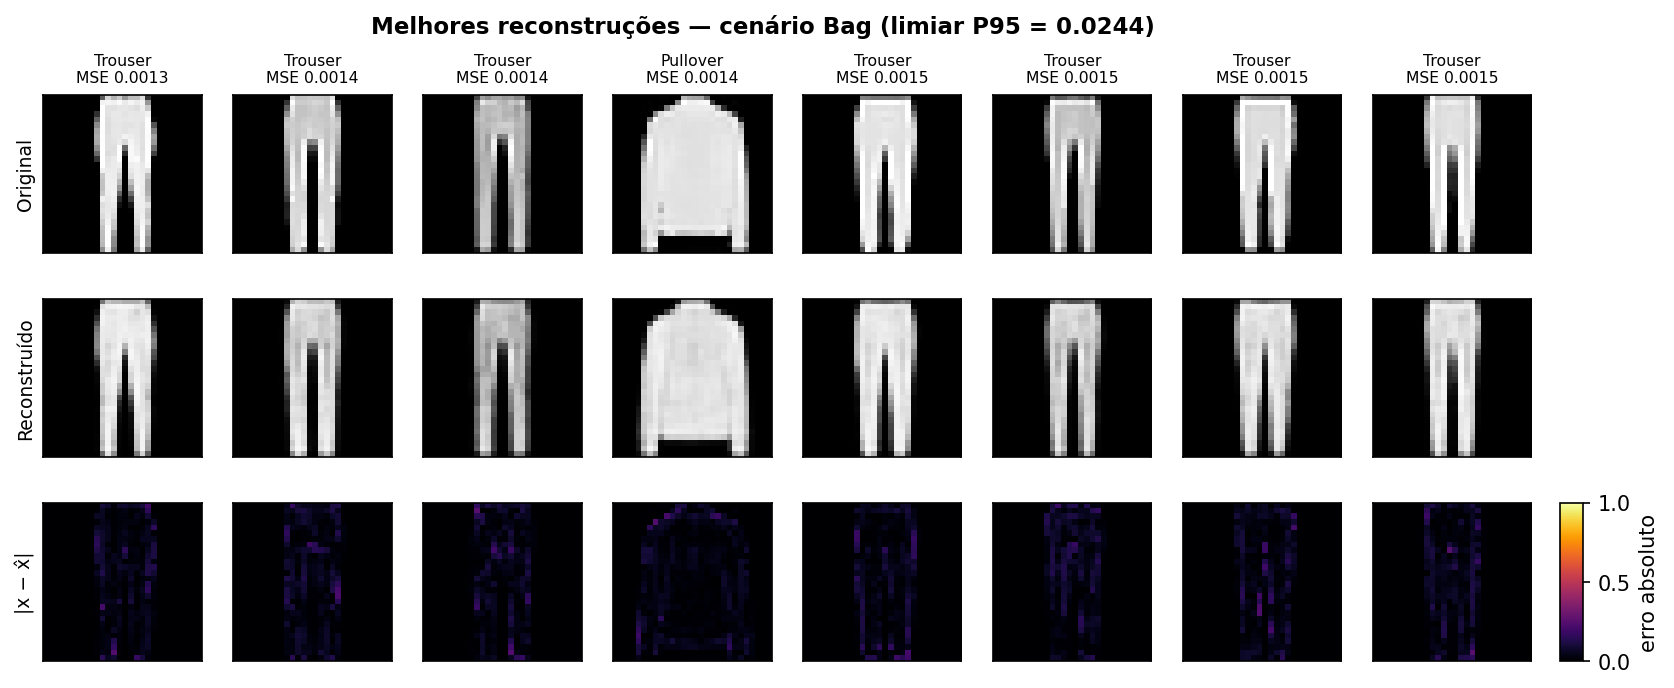 Melhores reconstruções — cenário Bag (limiar P95 = 0.0244)
Trouser
MSE 0.0013
Trouser
MSE 0.0014
Trouser
MSE 0.0014
Pullover
MSE 0.0014
Trouser
MSE 0.0015
Trouser
MSE 0.0015
Trouser
MSE 0.0015
Trouser
MSE 0.0015
Original
Reconstruído
|x − x̂|
1.0
0.5
0.0
erro absoluto